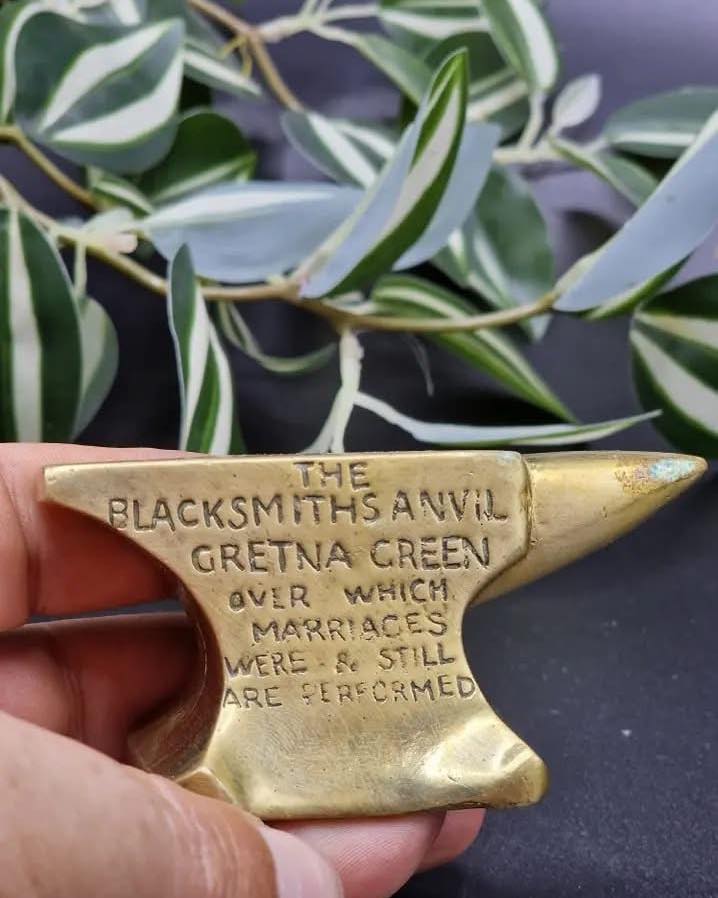 THE
BLACKSMITHS ANVIL
GRETNA GREEN
OVER WHICH
MARRIAGES
WERE & STILL
ARE PERFORMED